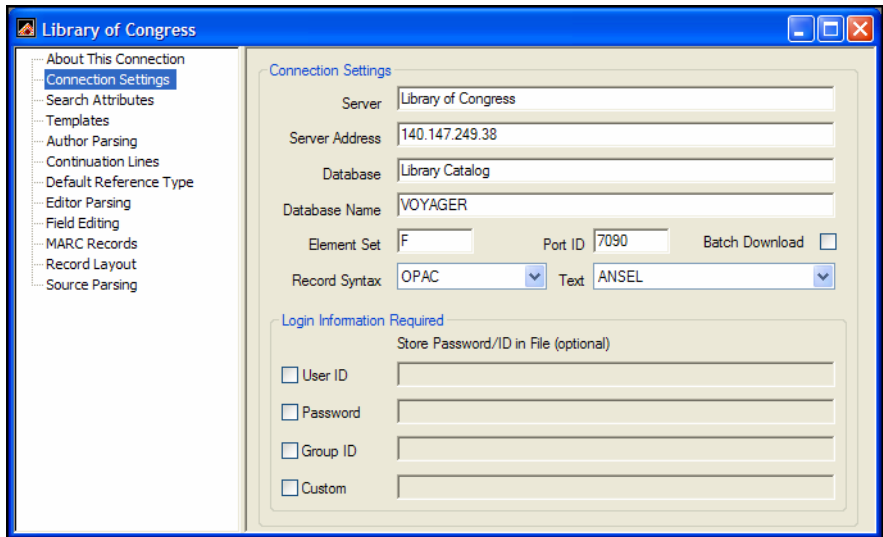 Library of Congress
About This Connection
Connection Settings
Search Attributes
Templates
Author Parsing
Continuation Lines
Default Reference Type
Editor Parsing
Field Editing
MARC Records
Record Layout
Source Parsing
Connection Settings
Server Library of Congress
Server Address 140.147.249.38
Database Library Catalog
Database Name VOYAGER
Element Set F Port ID 7090 Batch Download
Record Syntax OPAC Text ANSEL
Login Information Required
Store Password/ID in File (optional)
User ID
Password
Group ID
Custom